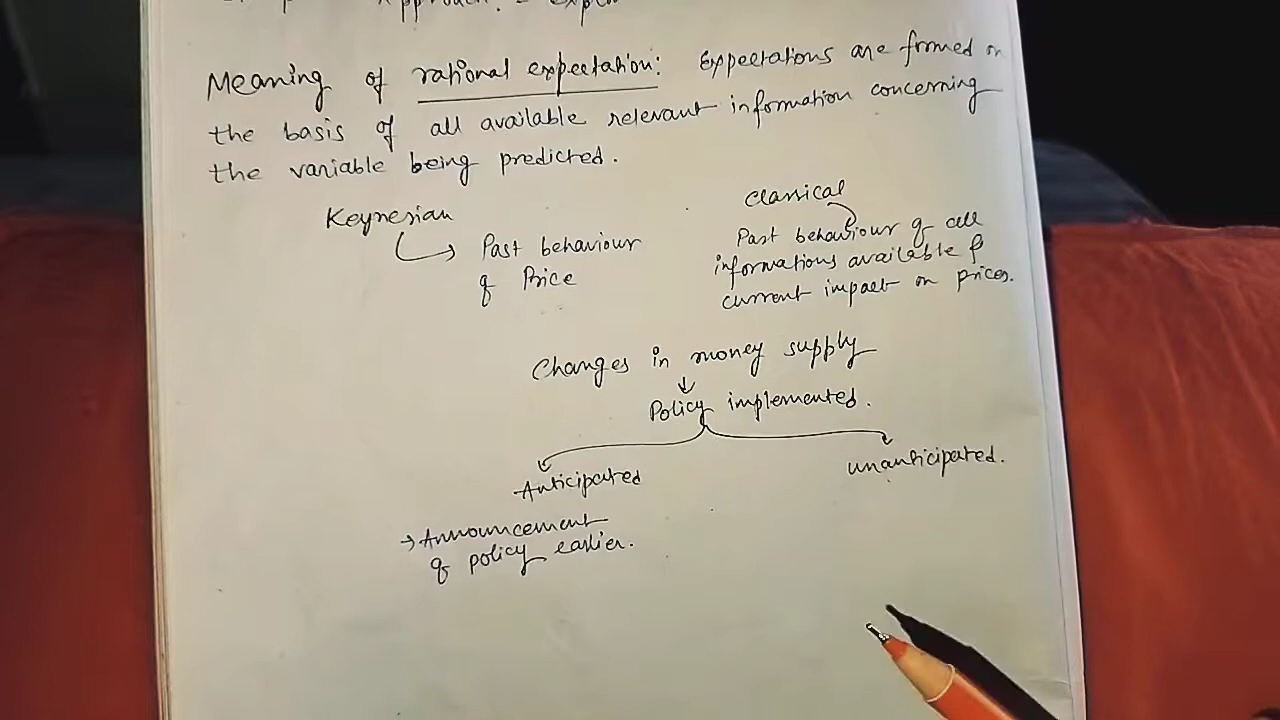 Approach: - Expla
Meaning of rational expectation: Expectations are formed on
the basis of all available relevant information concerning
the variable being predicted.
Keynesian
Past behaviour
of Price
Classical
Past behaviour of all
informations available &
current impact on prices.
Changes in money supply
↓
Policy implemented.
Anticipated
unanticipated.
→ Announcement
of policy earlier.